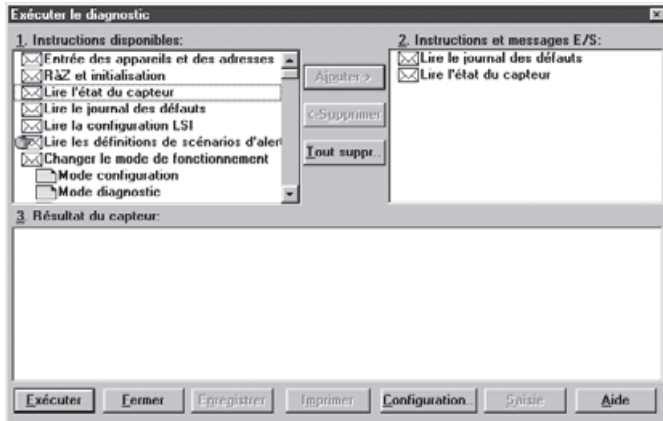 Exécuter le diagnostic
1. Instructions disponibles:
Entrée des appareils et des adresses
RàZ et initialisation
Lire l'état du capteur
Lire le journal des défauts
Lire la configuration LSI
Lire les définitions de scénarios d'alert
Changer le mode de fonctionnement
Mode configuration
Mode diagnostic
Ajouter->
<-Supprimer
Tout suppr..
2. Instructions et messages E/S:
Lire le journal des défauts
Lire l'état du capteur
3. Résultat du capteur:
Exécuter Fermer Enregistrer Imprimer Configuration.. Saisie Aide